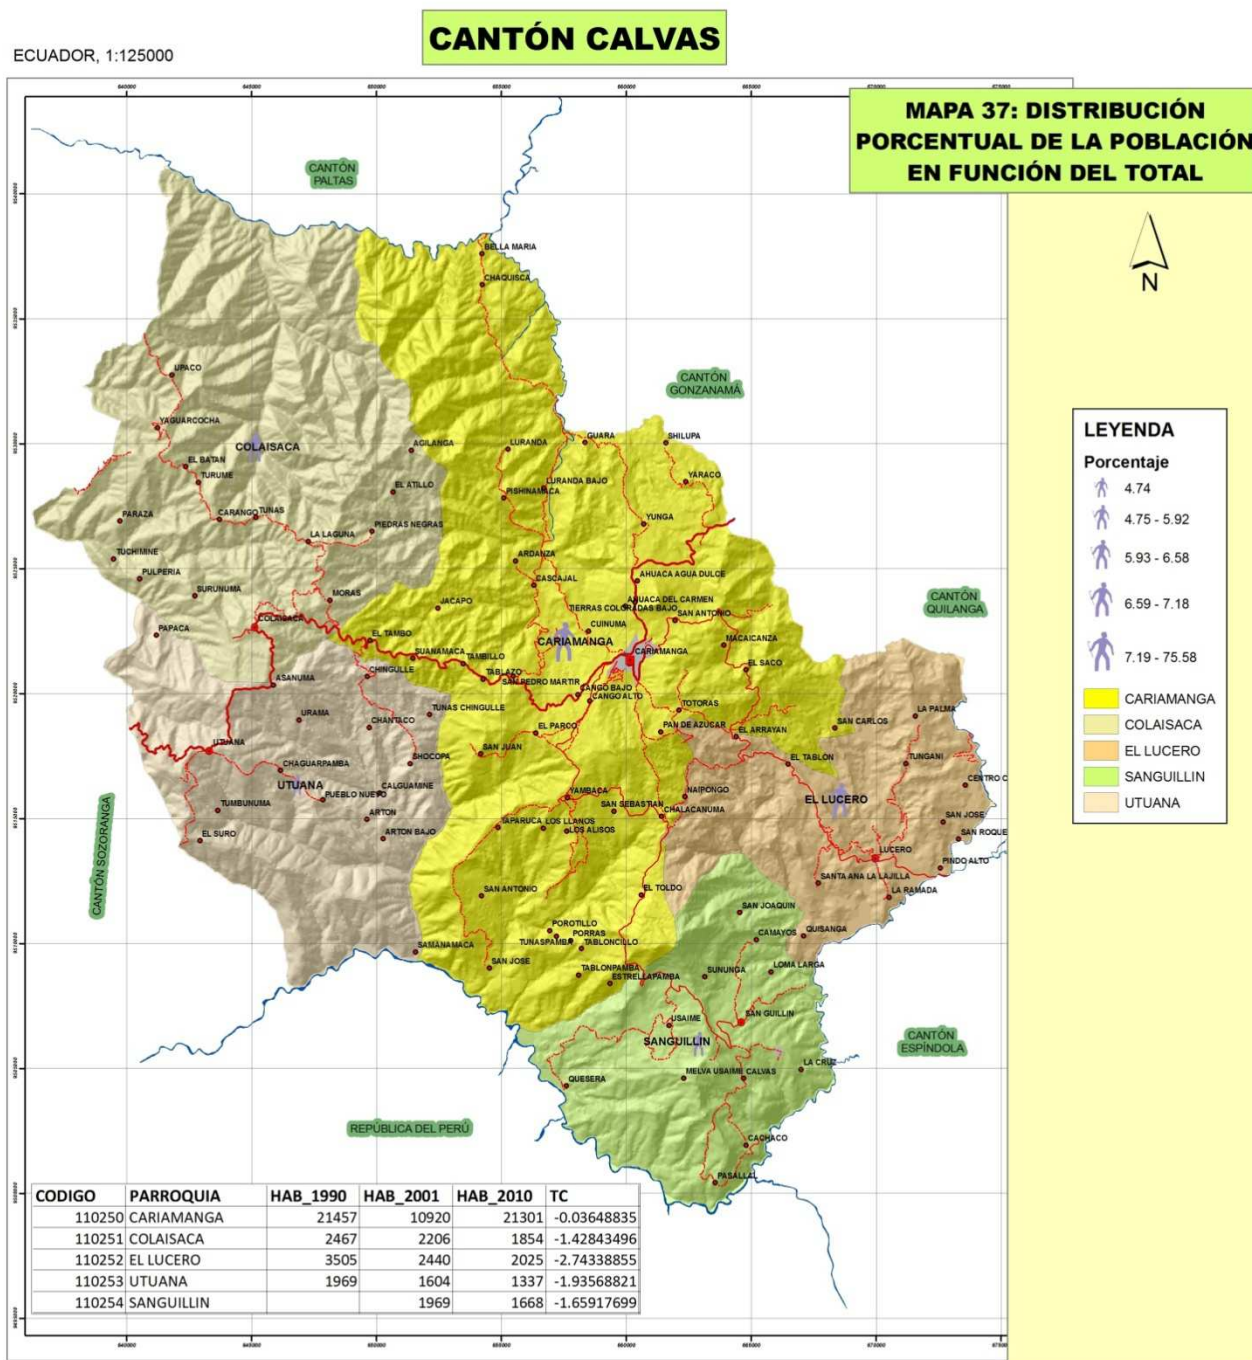 CANTÓN CALVAS
ECUADOR, 1:125000
MAPA 37: DISTRIBUCIÓN
PORCENTUAL DE LA POBLACIÓN
EN FUNCIÓN DEL TOTAL
N
CANTÓN
PALTAS
BELLA MARIA
CHAQUISCA
CANTÓN
GONZANAMÁ
UPACO
YAGUARCOCHA
COLAISACA
AGILANGA
LURANDA
GUARA
SHILUPA
EL BATAN
TURUME
EL ATILLO
PISHINAMACA
LURANDA BAJO
YARACO
PARAZA
CARANGO
TUNAS
LA LAGUNA
PIEDRAS NEGRAS
YUNGA
TUCHIMINE
PULPERIA
SURUNUMA
MORAS
JACAPO
ARDANZA
CASCAJAL
AHUACA AGUA DULCE
AHUACA DEL CARMEN
TIERRAS COLORADAS BAJO
SAN ANTONIO
CANTÓN
QUILANGA
PAPACA
COLAISACA
EL TAMBO
CUINUMA
CARIAMANGA
CARIAMANGA
MACAICANZA
SUANAMACA
TAMBILLO
EL SACO
ASANUMA
CHINGULLE
TABLAZO
SAN PEDRO MARTIR
CANGO BAJO
CANGO ALTO
URAMA
CHANTACO
TUNAS CHINGULLE
TOTORAS
LA PALMA
EL PARCO
PAN DE AZUCAR
EL ARRAYAN
SAN CARLOS
UTUANA
SAN JUAN
CHAGUARPAMBA
SHOCOPA
EL TABLON
TUNGANI
UTUANA
PUEBLO NUEVO
CALGUAMINE
YAMBACA
NAIPONGO
EL LUCERO
CENTRO C
TUMBUNUMA
ARTON
SAN SEBASTIAN
CHALACANUMA
SAN JOSE
EL SURO
ARTON BAJO
TAPARUCA
LOS LLANOS
LOS ALISOS
SAN ROQUE
LUCERO
PINDO ALTO
CANTÓN SOZORANGA
SANTA ANA LA LAJILLA
LA RAMADA
SAN ANTONIO
EL TOLDO
SAN JOAQUIN
POROTILLO
PORRAS
TUNASPAMBA
TABLONCILLO
CAMAYOS
QUISANGA
SAMANAMACA
SAN JOSE
TABLONPAMBA
ESTRELLAPAMBA
SUNUNGA
LOMA LARGA
USAIME
SAN GUILLIN
SANGUILLIN
CANTÓN
ESPÍNDOLA
QUESERA
MELVA USAIME
CALVAS
LA CRUZ
REPÚBLICA DEL PERÚ
CACHACO
PASALLAL
LEYENDA
Porcentaje
4.74
4.75 - 5.92
5.93 - 6.58
6.59 - 7.18
7.19 - 75.58
CARIAMANGA
COLAISACA
EL LUCERO
SANGUILLIN
UTUANA
CODIGO PARROQUIA HAB_1990 HAB_2001 HAB_2010 TC
110250 CARIAMANGA 21457 10920 21301 -0.03648835
110251 COLAISACA 2467 2206 1854 -1.42843496
110252 EL LUCERO 3505 2440 2025 -2.74338855
110253 UTUANA 1969 1604 1337 -1.93568821
110254 SANGUILLIN 1969 1668 -1.65917699